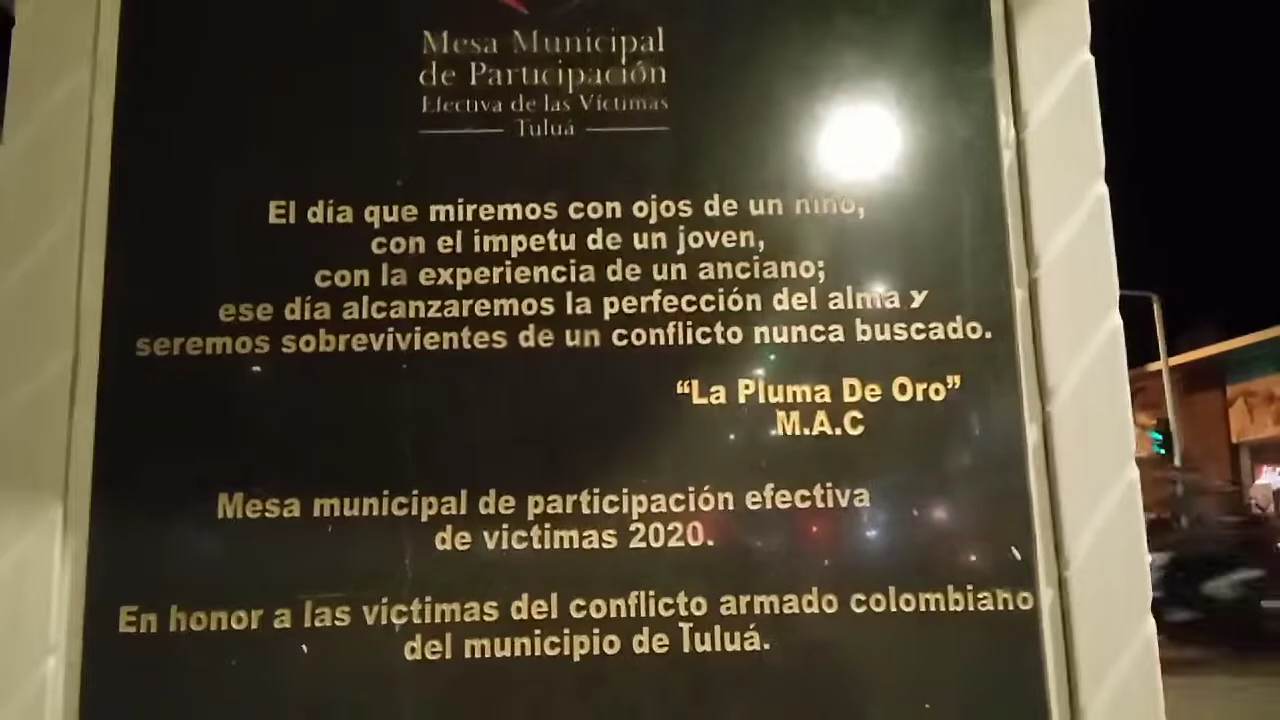 Mesa Municipal
de Participación
Efectiva de las Víctimas
Tuluá
El día que miremos con ojos de un niño,
con el impetu de un joven,
con la experiencia de un anciano;
ese día alcanzaremos la perfección del alma y
seremos sobrevivientes de un conflicto nunca buscado.
“La Pluma De Oro”
M.A.C
Mesa municipal de participación efectiva
de victimas 2020.
En honor a las victimas del conflicto armado colombiano
del municipio de Tuluá.